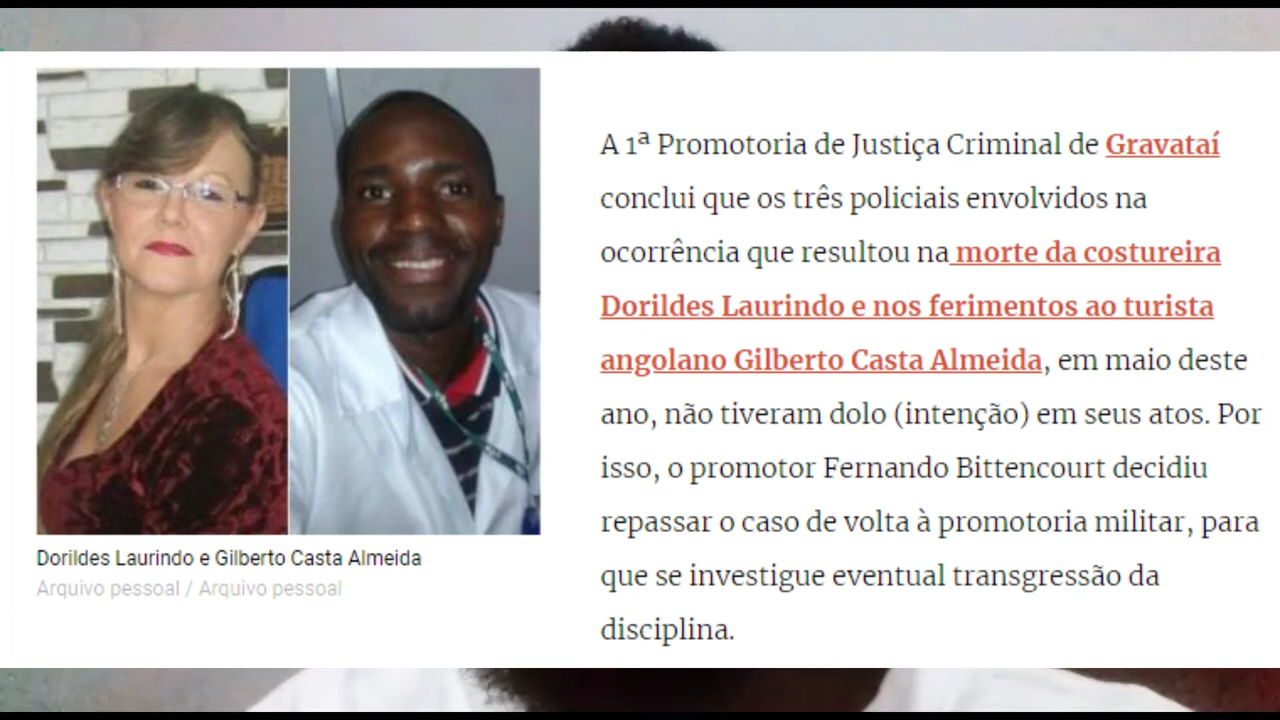 A 1ª Promotoria de Justiça Criminal de Gravataí
conclui que os três policiais envolvidos na
ocorrência que resultou na morte da costureira
Dorildes Laurindo e nos ferimentos ao turista
angolano Gilberto Casta Almeida, em maio deste
ano, não tiveram dolo (intenção) em seus atos. Por
isso, o promotor Fernando Bittencourt decidiu
repassar o caso de volta à promotoria militar, para
que se investigue eventual transgressão da
disciplina.
Dorildes Laurindo e Gilberto Casta Almeida
Arquivo pessoal / Arquivo pessoal